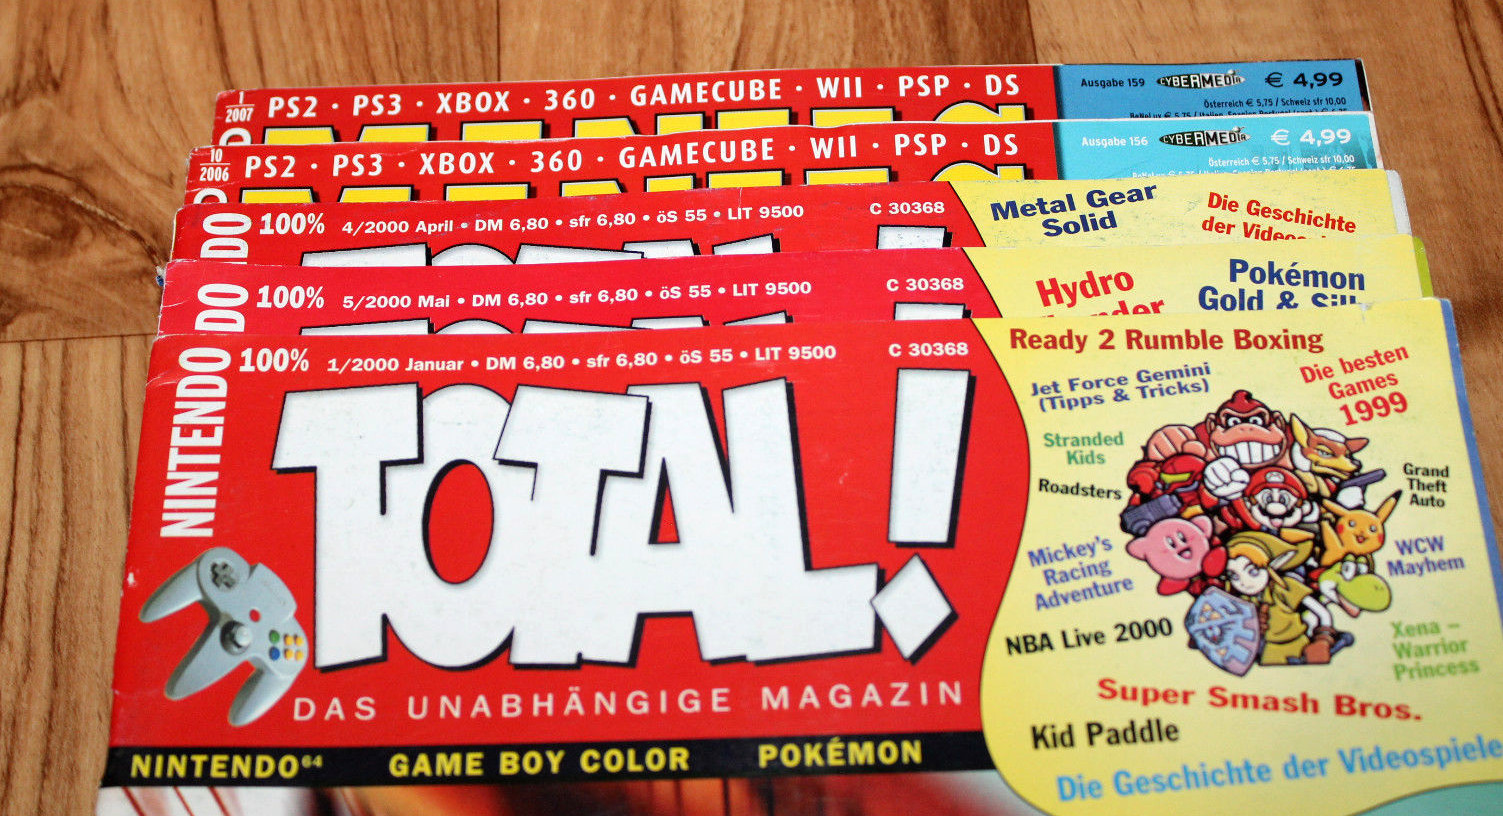 1
2007
PS2 · PS3 · XBOX · 360 · GAMECUBE · WII · PSP · DS
Ausgabe 159 CYBERMEDIA € 4,99
Österreich € 5,75 / Schweiz sfr 10,00
10
2006
PS2 · PS3 · XBOX · 360 · GAMECUBE · WII · PSP · DS
Ausgabe 156 CYBERMEDIA € 4,99
Österreich € 5,75 / Schweiz sfr 10,00
100% 4/2000 April • DM 6,80 • sfr 6,80 • öS 55 • LIT 9500 C 30368
Metal Gear
Solid
Die Geschichte
der
100% 5/2000 Mai • DM 6,80 • sfr 6,80 • öS 55 • LIT 9500 C 30368
Hydro
Pokémon
Gold &
NINTENDO
100% 1/2000 Januar • DM 6,80 • sfr 6,80 • öS 55 • LIT 9500 C 30368
TOTAL!
DAS UNABHÄNGIGE MAGAZIN
NINTENDO64 GAME BOY COLOR POKÉMON
Ready 2 Rumble Boxing
Jet Force Gemini
(Tipps & Tricks)
Die besten
Games
1999
Stranded
Kids
Roadsters
Grand
Theft
Auto
Mickey's
Racing
Adventure
WCW
Mayhem
NBA Live 2000
Xena –
Warrior
Princess
Super Smash Bros.
Kid Paddle
Die Geschichte der Videospiele